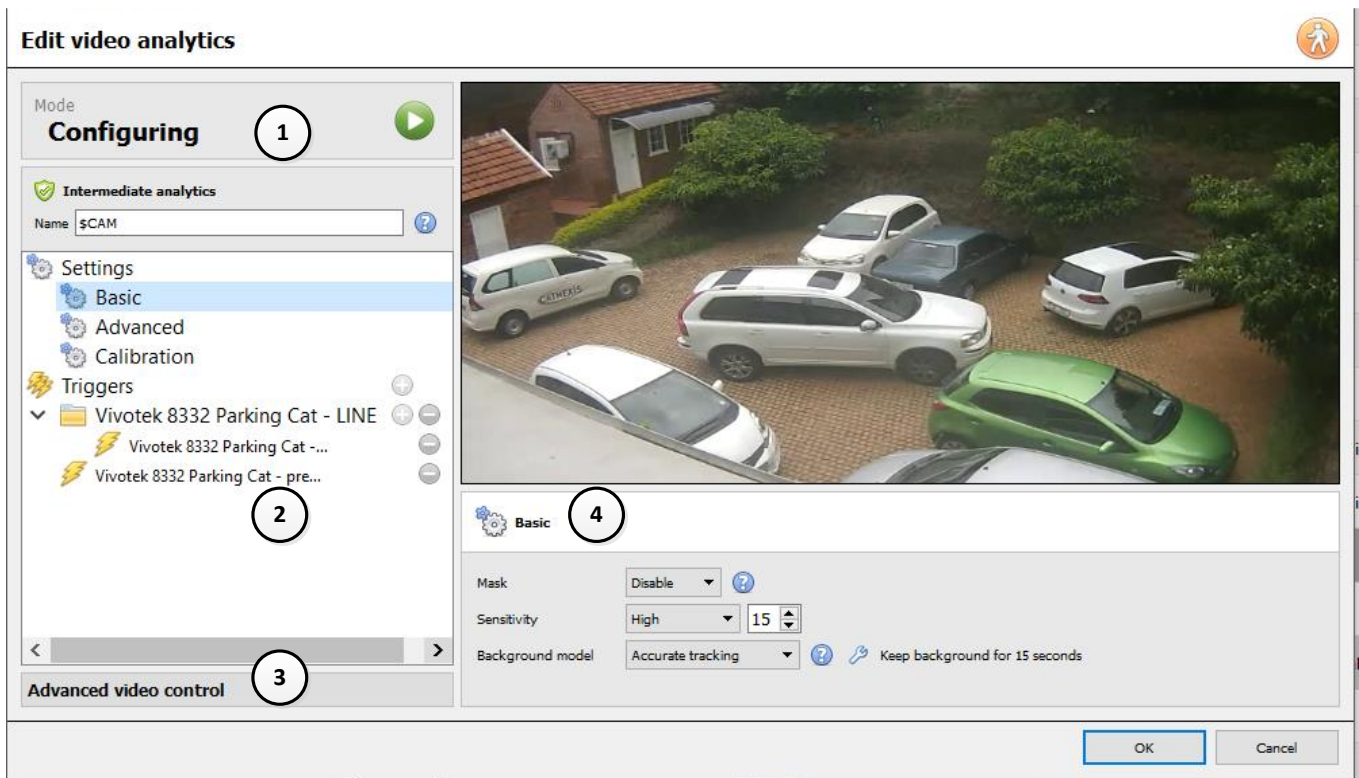 Edit video analytics
Mode
Configuring
1
Intermediate analytics
Name $CAM
Settings
Basic
Advanced
Calibration
Triggers
Vivotek 8332 Parking Cat - LINE
Vivotek 8332 Parking Cat -...
Vivotek 8332 Parking Cat - pre...
2
3
Advanced video control
CATHEXIS
Basic
4
Mask Disable
Sensitivity High 15
Background model Accurate tracking Keep background for 15 seconds
OK Cancel